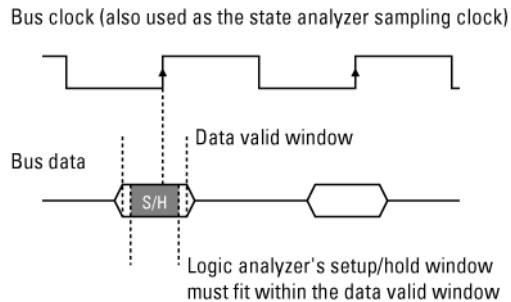 Bus clock (also used as the state analyzer sampling clock)
Data valid window
Bus data
S/H
Logic analyzer's setup/hold window
must fit within the data valid window